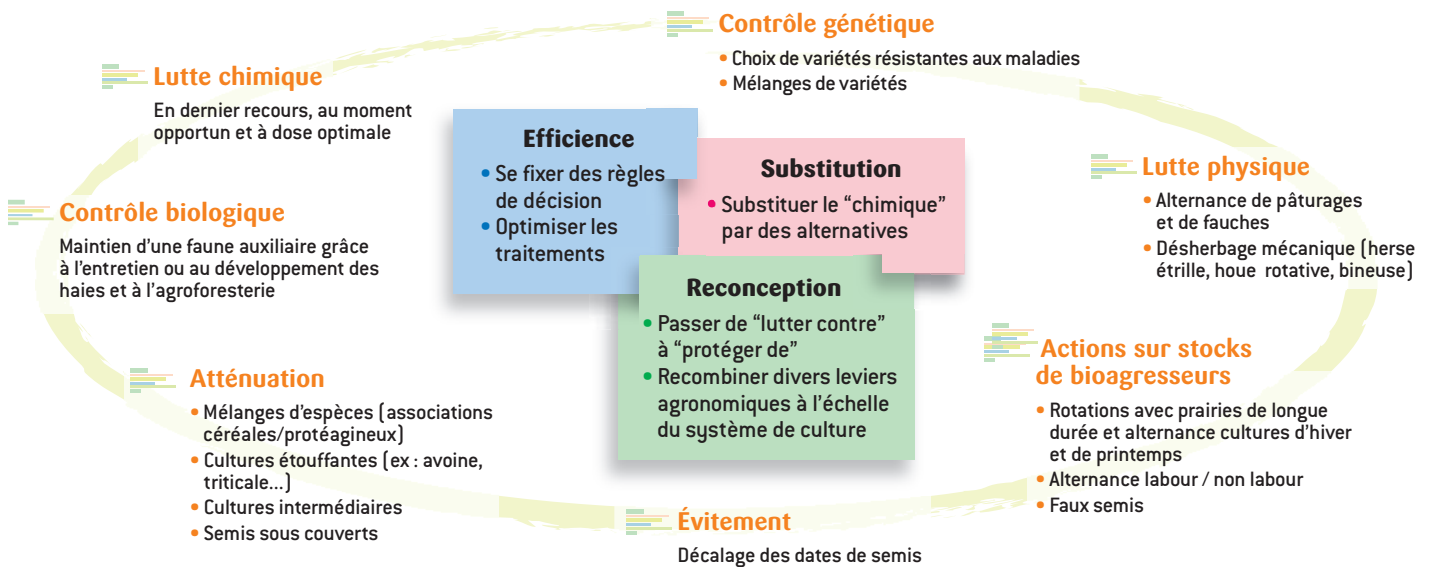 Contrôle génétique
• Choix de variétés résistantes aux maladies
• Mélanges de variétés
Lutte chimique
En dernier recours, au moment
opportun et à dose optimale
Efficience
• Se fixer des règles
de décision
• Optimiser les
traitements
Substitution
• Substituer le “chimique”
par des alternatives
Lutte physique
• Alternance de pâturages
et de fauches
• Désherbage mécanique (herse
étrille, houe rotative, bineuse)
Contrôle biologique
Maintien d’une faune auxiliaire grâce
à l’entretien ou au développement des
haies et à l’agroforesterie
Reconception
• Passer de “lutter contre”
à “protéger de”
• Recombiner divers leviers
agronomiques à l’échelle
du système de culture
Actions sur stocks
de bioagresseurs
• Rotations avec prairies de longue
durée et alternance cultures d’hiver
et de printemps
• Alternance labour / non labour
• Faux semis
Atténuation
• Mélanges d’espèces (associations
céréales/protéagineux)
• Cultures étouffantes (ex : avoine,
triticale...)
• Cultures intermédiaires
• Semis sous couverts
Évitement
Décalage des dates de semis